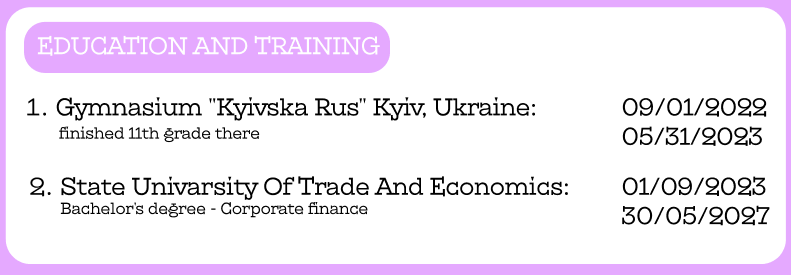 EDUCATION AND TRAINING
1. Gymnasium "Kyivska Rus" Kyiv, Ukraine: 09/01/2022
finished 11th grade there 05/31/2023
2. State Univarsity Of Trade And Economics: 01/09/2023
Bachelor's degree - Corporate finance 30/05/2027